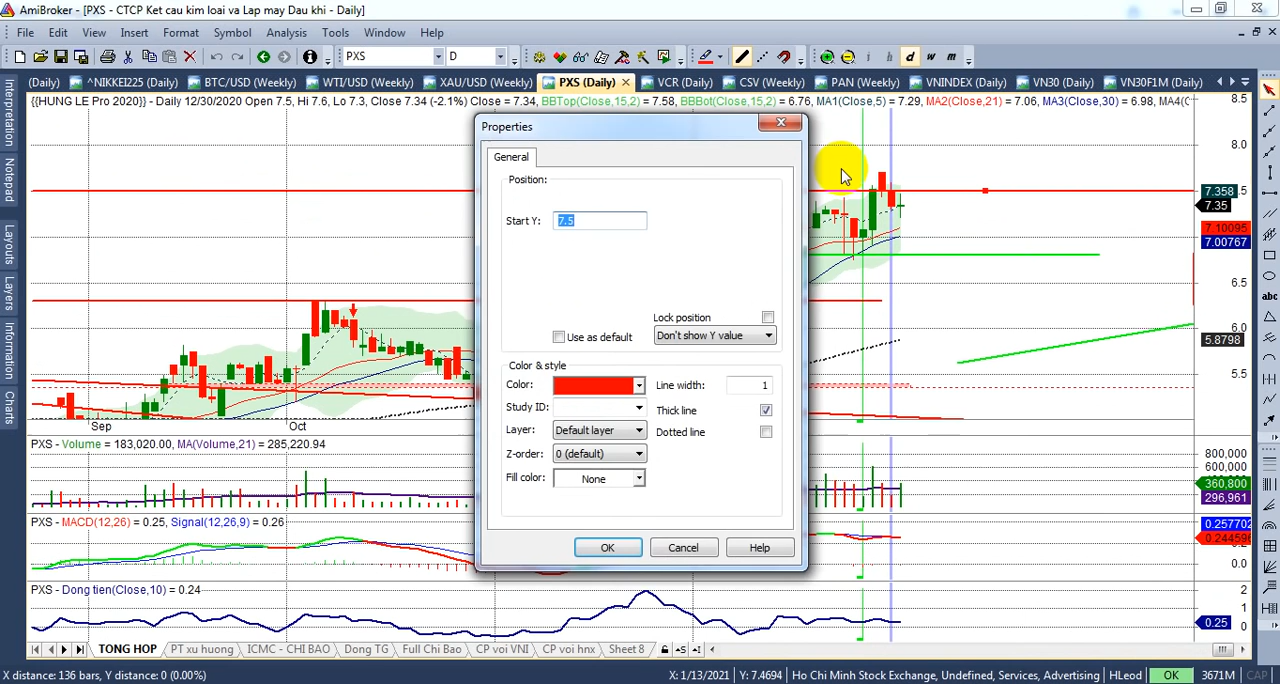 AmiBroker - [PXS - CTCP Ket cau kim loai va Lap may Dau khi - Daily]
File Edit View Insert Format Symbol Analysis Tools Window Help
PXS D i h d w m
(Daily) ^NIKKEI225 (Daily) BTC/USD (Weekly) WTI/USD (Weekly) XAU/USD (Weekly) PXS (Daily) VCR (Daily) CSV (Weekly) PAN (Weekly) VNINDEX (Daily) VN30 (Daily) VN30F1M (Daily)
{{HUNG LE Pro 2020}} - Daily 12/30/2020 Open 7.5, Hi 7.6, Lo 7.3, Close 7.34 (-2.1%) Close = 7.34, BBTop(Close,15,2) = 7.58, BBBot(Close,15,2) = 6.76, MA1(Close,5) = 7.29, MA2(Close,21) = 7.06, MA3(Close,30) = 6.98, MA4(C
Interpretation
Notepad
Layouts
Layers
Information
Charts
Properties
General
Position:
Start Y: 7.5
Lock position
Use as default Don't show Y value
Color & style
Color: Line width: 1
Study ID: Thick line
Layer: Default layer Dotted line
Z-order: 0 (default)
Fill color: None
OK Cancel Help
8.5
8.0
7.358
7.35
7.10095
7.00767
6.5
6.0
5.8798
5.5
Sep Oct
PXS - Volume = 183,020.00, MA(Volume,21) = 285,220.94
800,000
600,000
360,800
296,961
PXS - MACD(12,26) = 0.25, Signal(12,26,9) = 0.26
0.257702
0.244596
0.0
PXS - Dong tien(Close,10) = 0.24
2
1
0.25
0
TONG HOP PT xu huong ICMC - CHI BAO Dong TG Full Chi Bao CP voi VNI CP voi hnx Sheet 8
X distance: 136 bars, Y distance: 0 (0.00%) X: 1/13/2021 Y: 7.4694 Ho Chi Minh Stock Exchange, Undefined, Services, Advertising HLeod OK 3671M CAP
abc